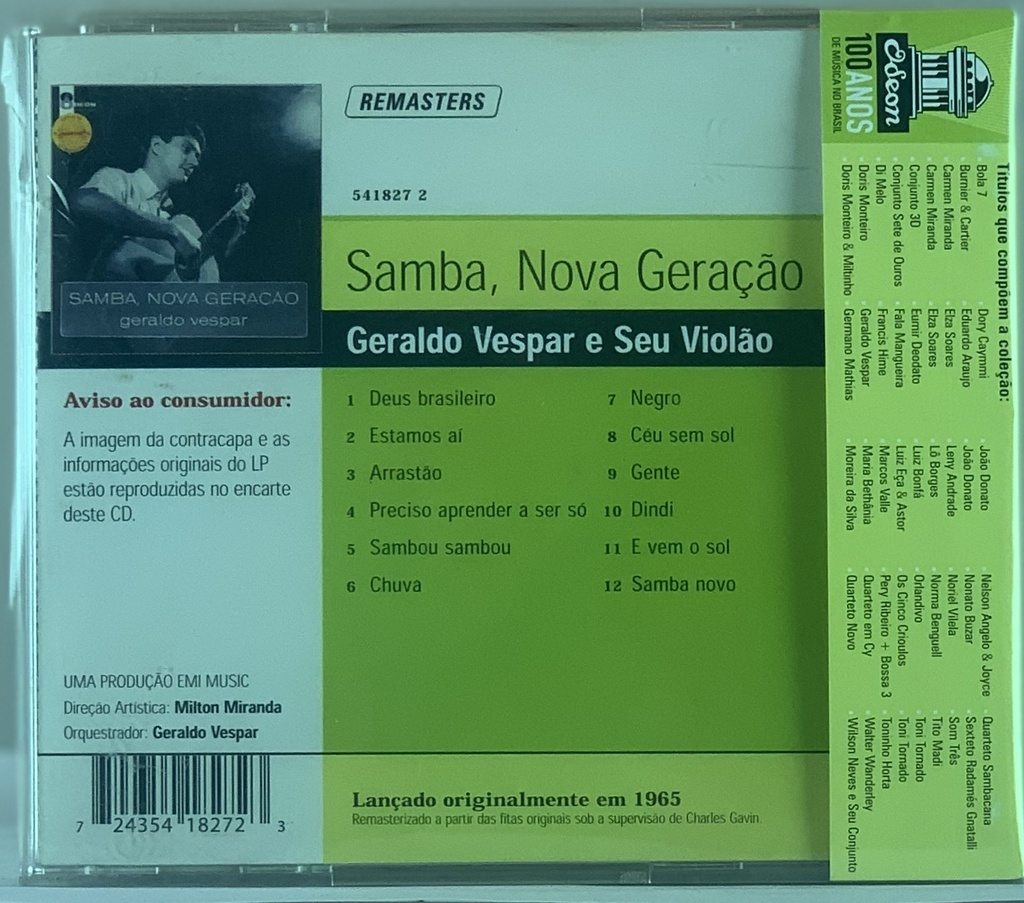 ODEON
SAMBA, NOVA GERAÇÃO
geraldo vespar
REMASTERS
541827 2
Samba, Nova Geração
Geraldo Vespar e Seu Violão
Aviso ao consumidor:
A imagem da contracapa e as
informações originais do LP
estão reproduzidas no encarte
deste CD.
1 Deus brasileiro
2 Estamos aí
3 Arrastão
4 Preciso aprender a ser só
5 Sambou sambou
6 Chuva
7 Negro
8 Céu sem sol
9 Gente
10 Dindi
11 E vem o sol
12 Samba novo
UMA PRODUÇÃO EMI MUSIC
Direção Artística: Milton Miranda
Orquestrador: Geraldo Vespar
7 24354 18272 3
Lançado originalmente em 1965
Remasterizado a partir das fitas originais sob a supervisão de Charles Gavin.
Odeon
100 ANOS
DE MÚSICA NO BRASIL
Títulos que compõem a coleção:
Bola 7
Burnier & Cartier
Carmen Miranda
Carmen Miranda
Conjunto 3D
Conjunto Sete de Ouros
Di Melo
Doris Monteiro
Doris Monteiro & Miltinho
Dory Caymmi
Eduardo Araujo
Elza Soares
Elza Soares
Eumir Deodato
Fala Mangueira
Francis Hime
Geraldo Vespar
Germano Mathias
João Donato
João Donato
Leny Andrade
Lô Borges
Luiz Bonfá
Luiz Eça & Astor
Marcos Valle
Maria Bethânia
Moreira da Silva
Nelson Angelo & Joyce
Nonato Buzar
Noriel Vilela
Norma Benguell
Orlandivo
Os Cinco Crioulos
Pery Ribeiro + Bossa 3
Quarteto em Cy
Quarteto Novo
Quarteto Sambacana
Sexteto Radamés Gnatalli
Som Três
Tito Madi
Toni Tornado
Toni Tornado
Toninho Horta
Walter Wanderley
Wilson Neves e Seu Conjunto